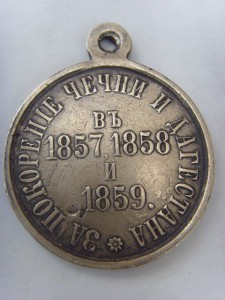 ЗА ПОКОРЕНІЕ ЧЕЧНИ И ДАГЕСТАНА
ВЪ
1857, 1858
И
1859.